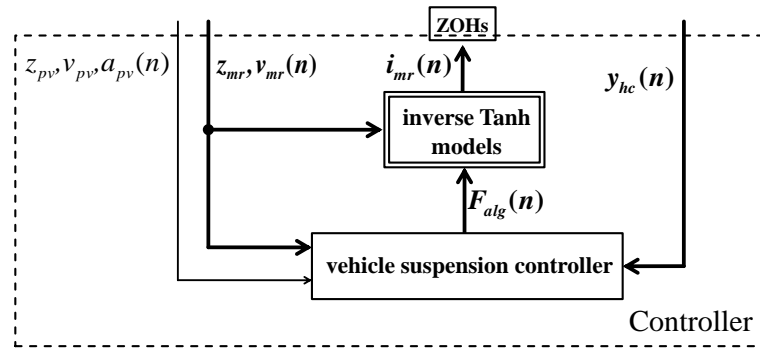 ZOHs
z_{pv},v_{pv},a_{pv}(n)
z_{mr},v_{mr}(n)
i_{mr}(n)
y_{hc}(n)
inverse Tanh
models
F_{alg}(n)
vehicle suspension controller
Controller